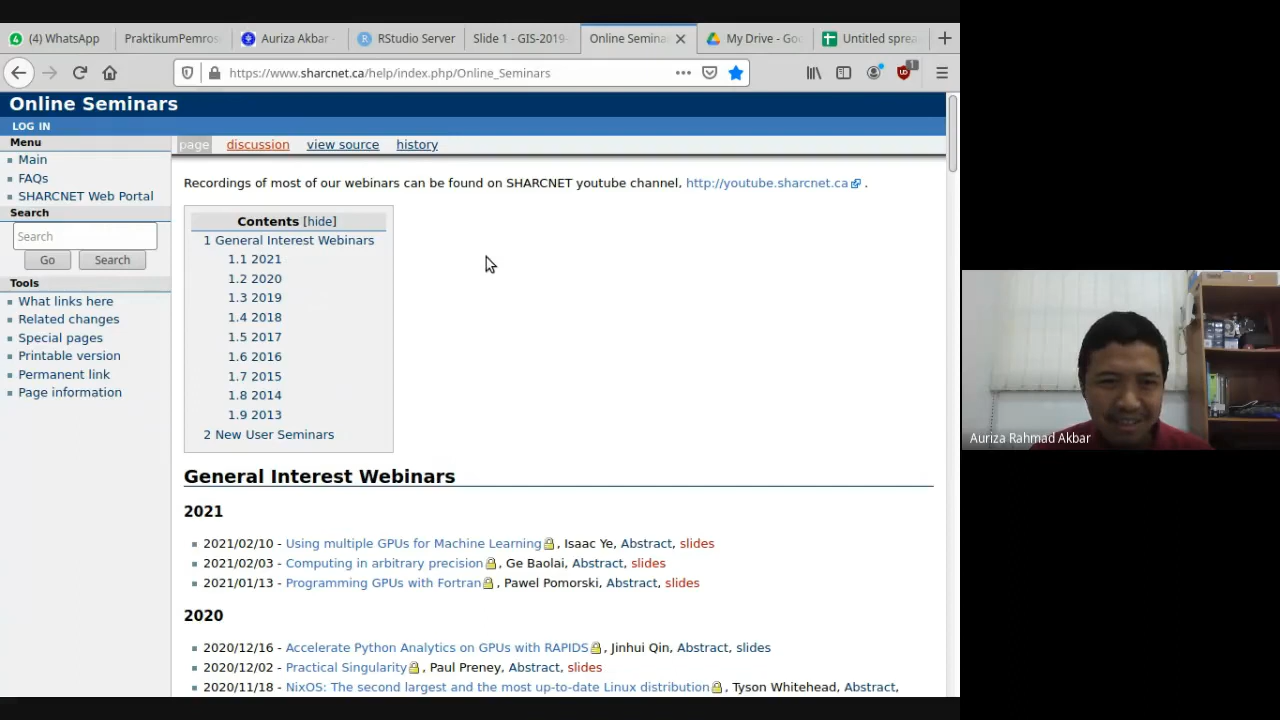 (4) WhatsApp
PraktikumPemros
Auriza Akbar -
RStudio Server
Slide 1 - GIS-2019-
Online Semina
My Drive - Goo
Untitled sprea
https://www.sharcnet.ca/help/index.php/Online_Seminars
1
Online Seminars
LOG IN
Menu
Main
FAQs
SHARCNET Web Portal
Search
Search
Go
Search
Tools
What links here
Related changes
Special pages
Printable version
Permanent link
Page information
page
discussion
view source
history
Recordings of most of our webinars can be found on SHARCNET youtube channel, http://youtube.sharcnet.ca .
Contents [hide]
1 General Interest Webinars
1.1 2021
1.2 2020
1.3 2019
1.4 2018
1.5 2017
1.6 2016
1.7 2015
1.8 2014
1.9 2013
2 New User Seminars
General Interest Webinars
2021
2021/02/10 - Using multiple GPUs for Machine Learning, Isaac Ye, Abstract, slides
2021/02/03 - Computing in arbitrary precision, Ge Baolai, Abstract, slides
2021/01/13 - Programming GPUs with Fortran, Pawel Pomorski, Abstract, slides
2020
2020/12/16 - Accelerate Python Analytics on GPUs with RAPIDS, Jinhui Qin, Abstract, slides
2020/12/02 - Practical Singularity, Paul Preney, Abstract, slides
2020/11/18 - NixOS: The second largest and the most up-to-date Linux distribution, Tyson Whitehead, Abstract,
Auriza Rahmad Akbar